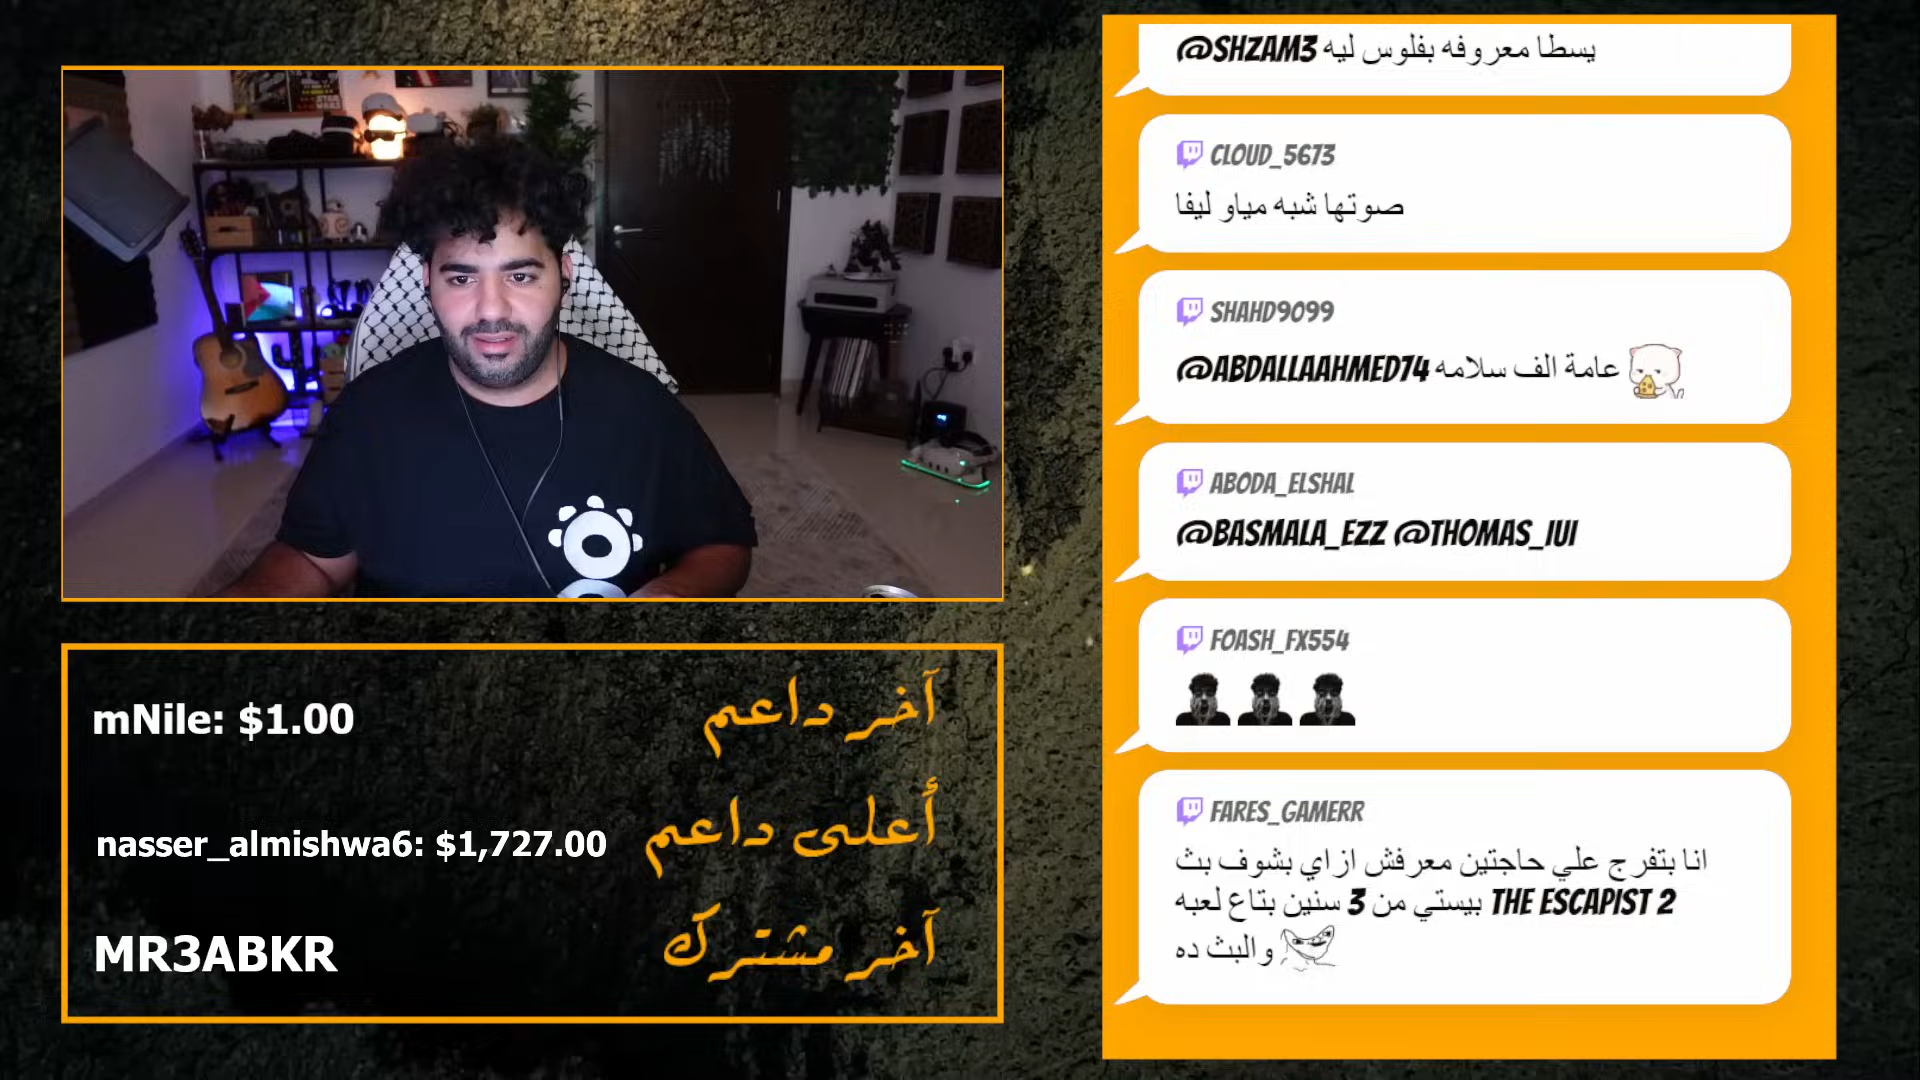 @SHZAM3 يسطا معروفه بفلوس ليه
CLOUD_5673
صوتها شبه مياو ليفا
SHAHD9099
@ABDALLAAHMED74 عامة الف سلامه
ABODA_ELSHAL
@BASMALA_EZZ @THOMAS_IUI
FOASH_FX554
FARES_GAMERR
انا بتفرج علي حاجتين معرفش ازاي بشوف بث
بيستي من 3 سنين بتاع لعبه THE ESCAPIST 2
والبث ده
mNile: $1.00
آخر داعم
nasser_almishwa6: $1,727.00
أعلى داعم
MR3ABKR
آخر مشترك